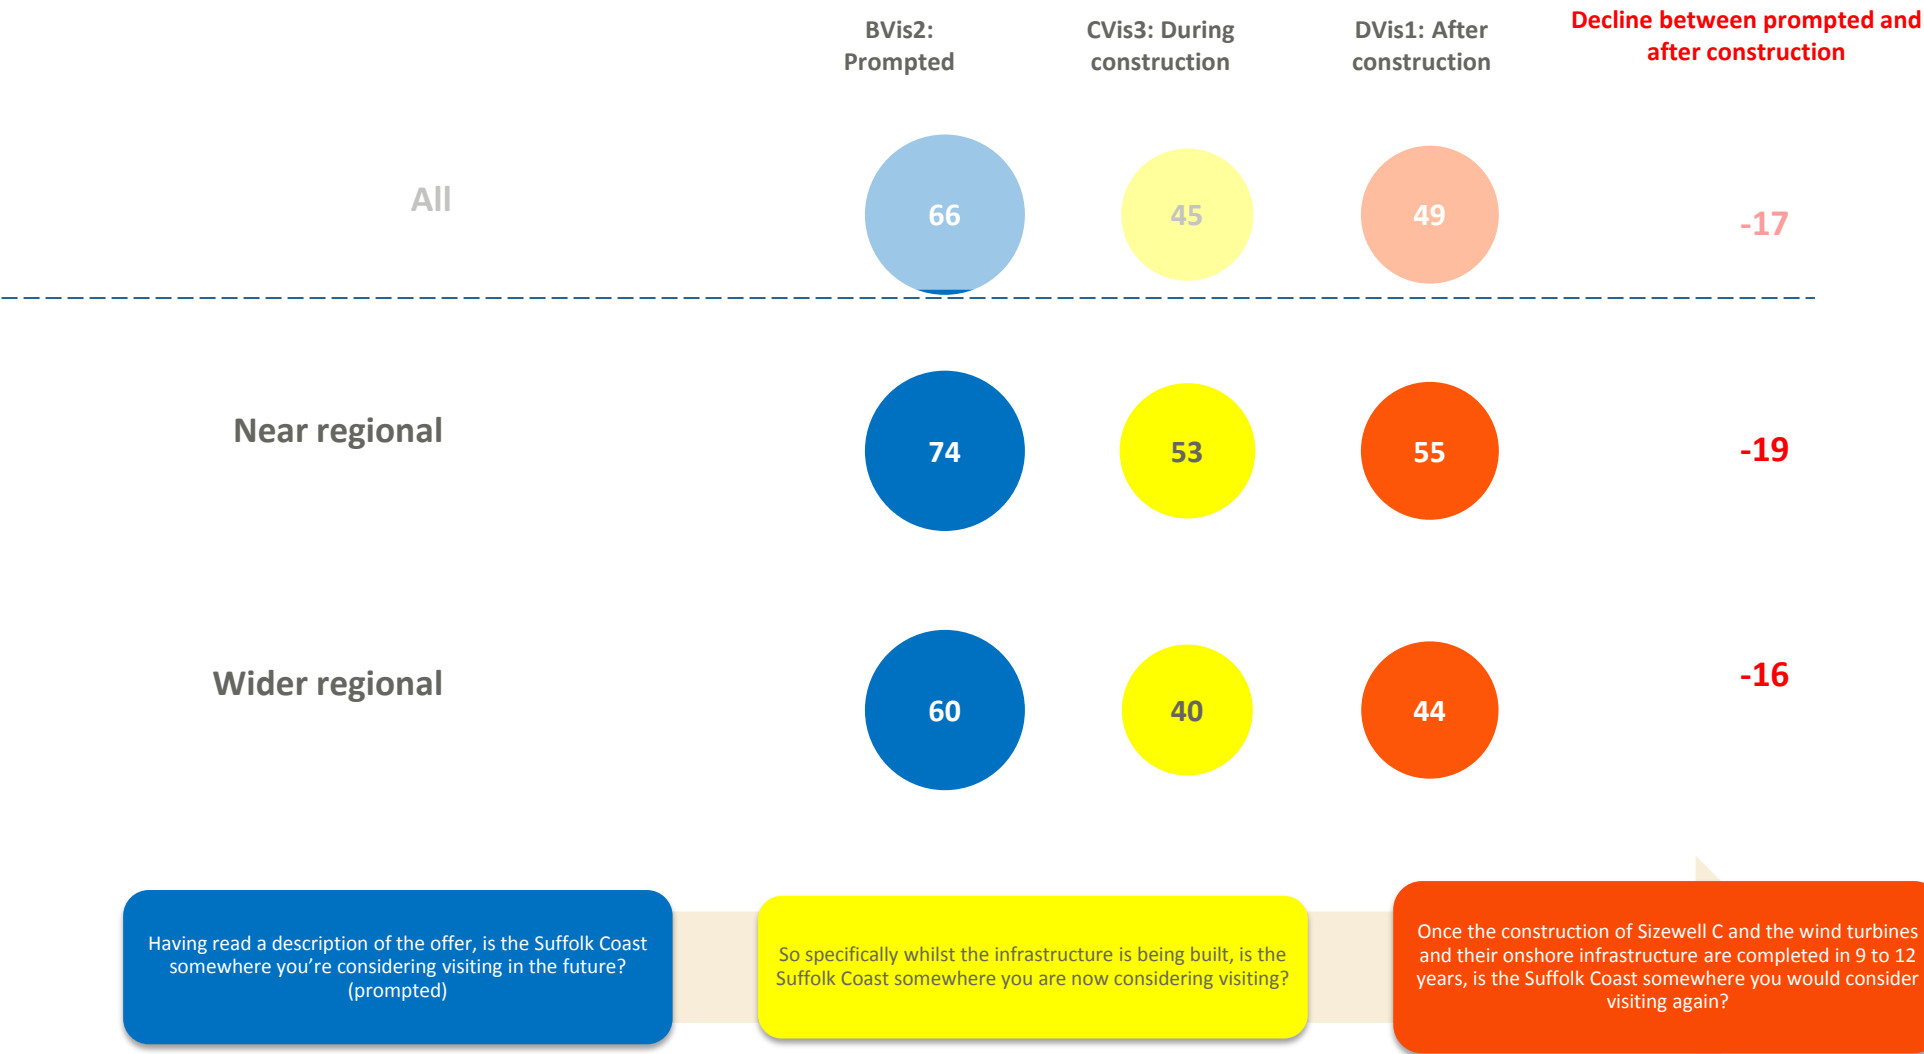 BVis2:
Prompted
CVis3: During
construction
DVis1: After
construction
Decline between prompted and
after construction
All
66
45
49
-17
Near regional
74
53
55
-19
Wider regional
60
40
44
-16
Having read a description of the offer, is the Suffolk Coast
somewhere you’re considering visiting in the future?
(prompted)
So specifically whilst the infrastructure is being built, is the
Suffolk Coast somewhere you are now considering visiting?
Once the construction of Sizewell C and the wind turbines
and their onshore infrastructure are completed in 9 to 12
years, is the Suffolk Coast somewhere you would consider
visiting again?